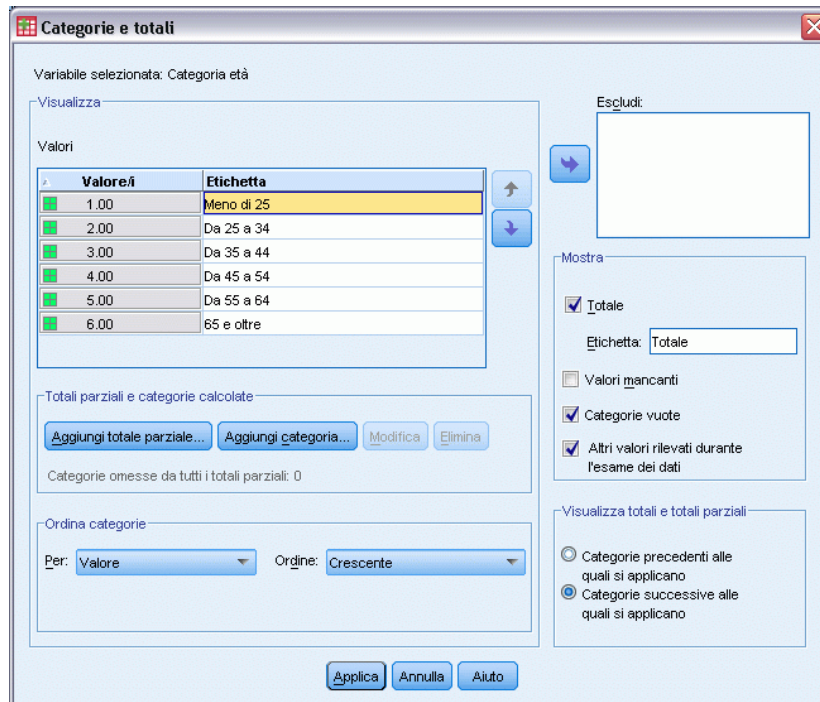 Categorie e totali
Variabile selezionata: Categoria età
Visualizza
Valori
Valore/i Etichetta
1.00 Meno di 25
2.00 Da 25 a 34
3.00 Da 35 a 44
4.00 Da 45 a 54
5.00 Da 55 a 64
6.00 65 e oltre
Totali parziali e categorie calcolate
Aggiungi totale parziale... Aggiungi categoria... Modifica Elimina
Categorie omesse da tutti i totali parziali: 0
Ordina categorie
Per: Valore Ordine: Crescente
Escludi:
Mostra
Totale
Etichetta: Totale
Valori mancanti
Categorie vuote
Altri valori rilevati durante
l'esame dei dati
Visualizza totali e totali parziali
Categorie precedenti alle
quali si applicano
Categorie successive alle
quali si applicano
Applica Annulla Aiuto